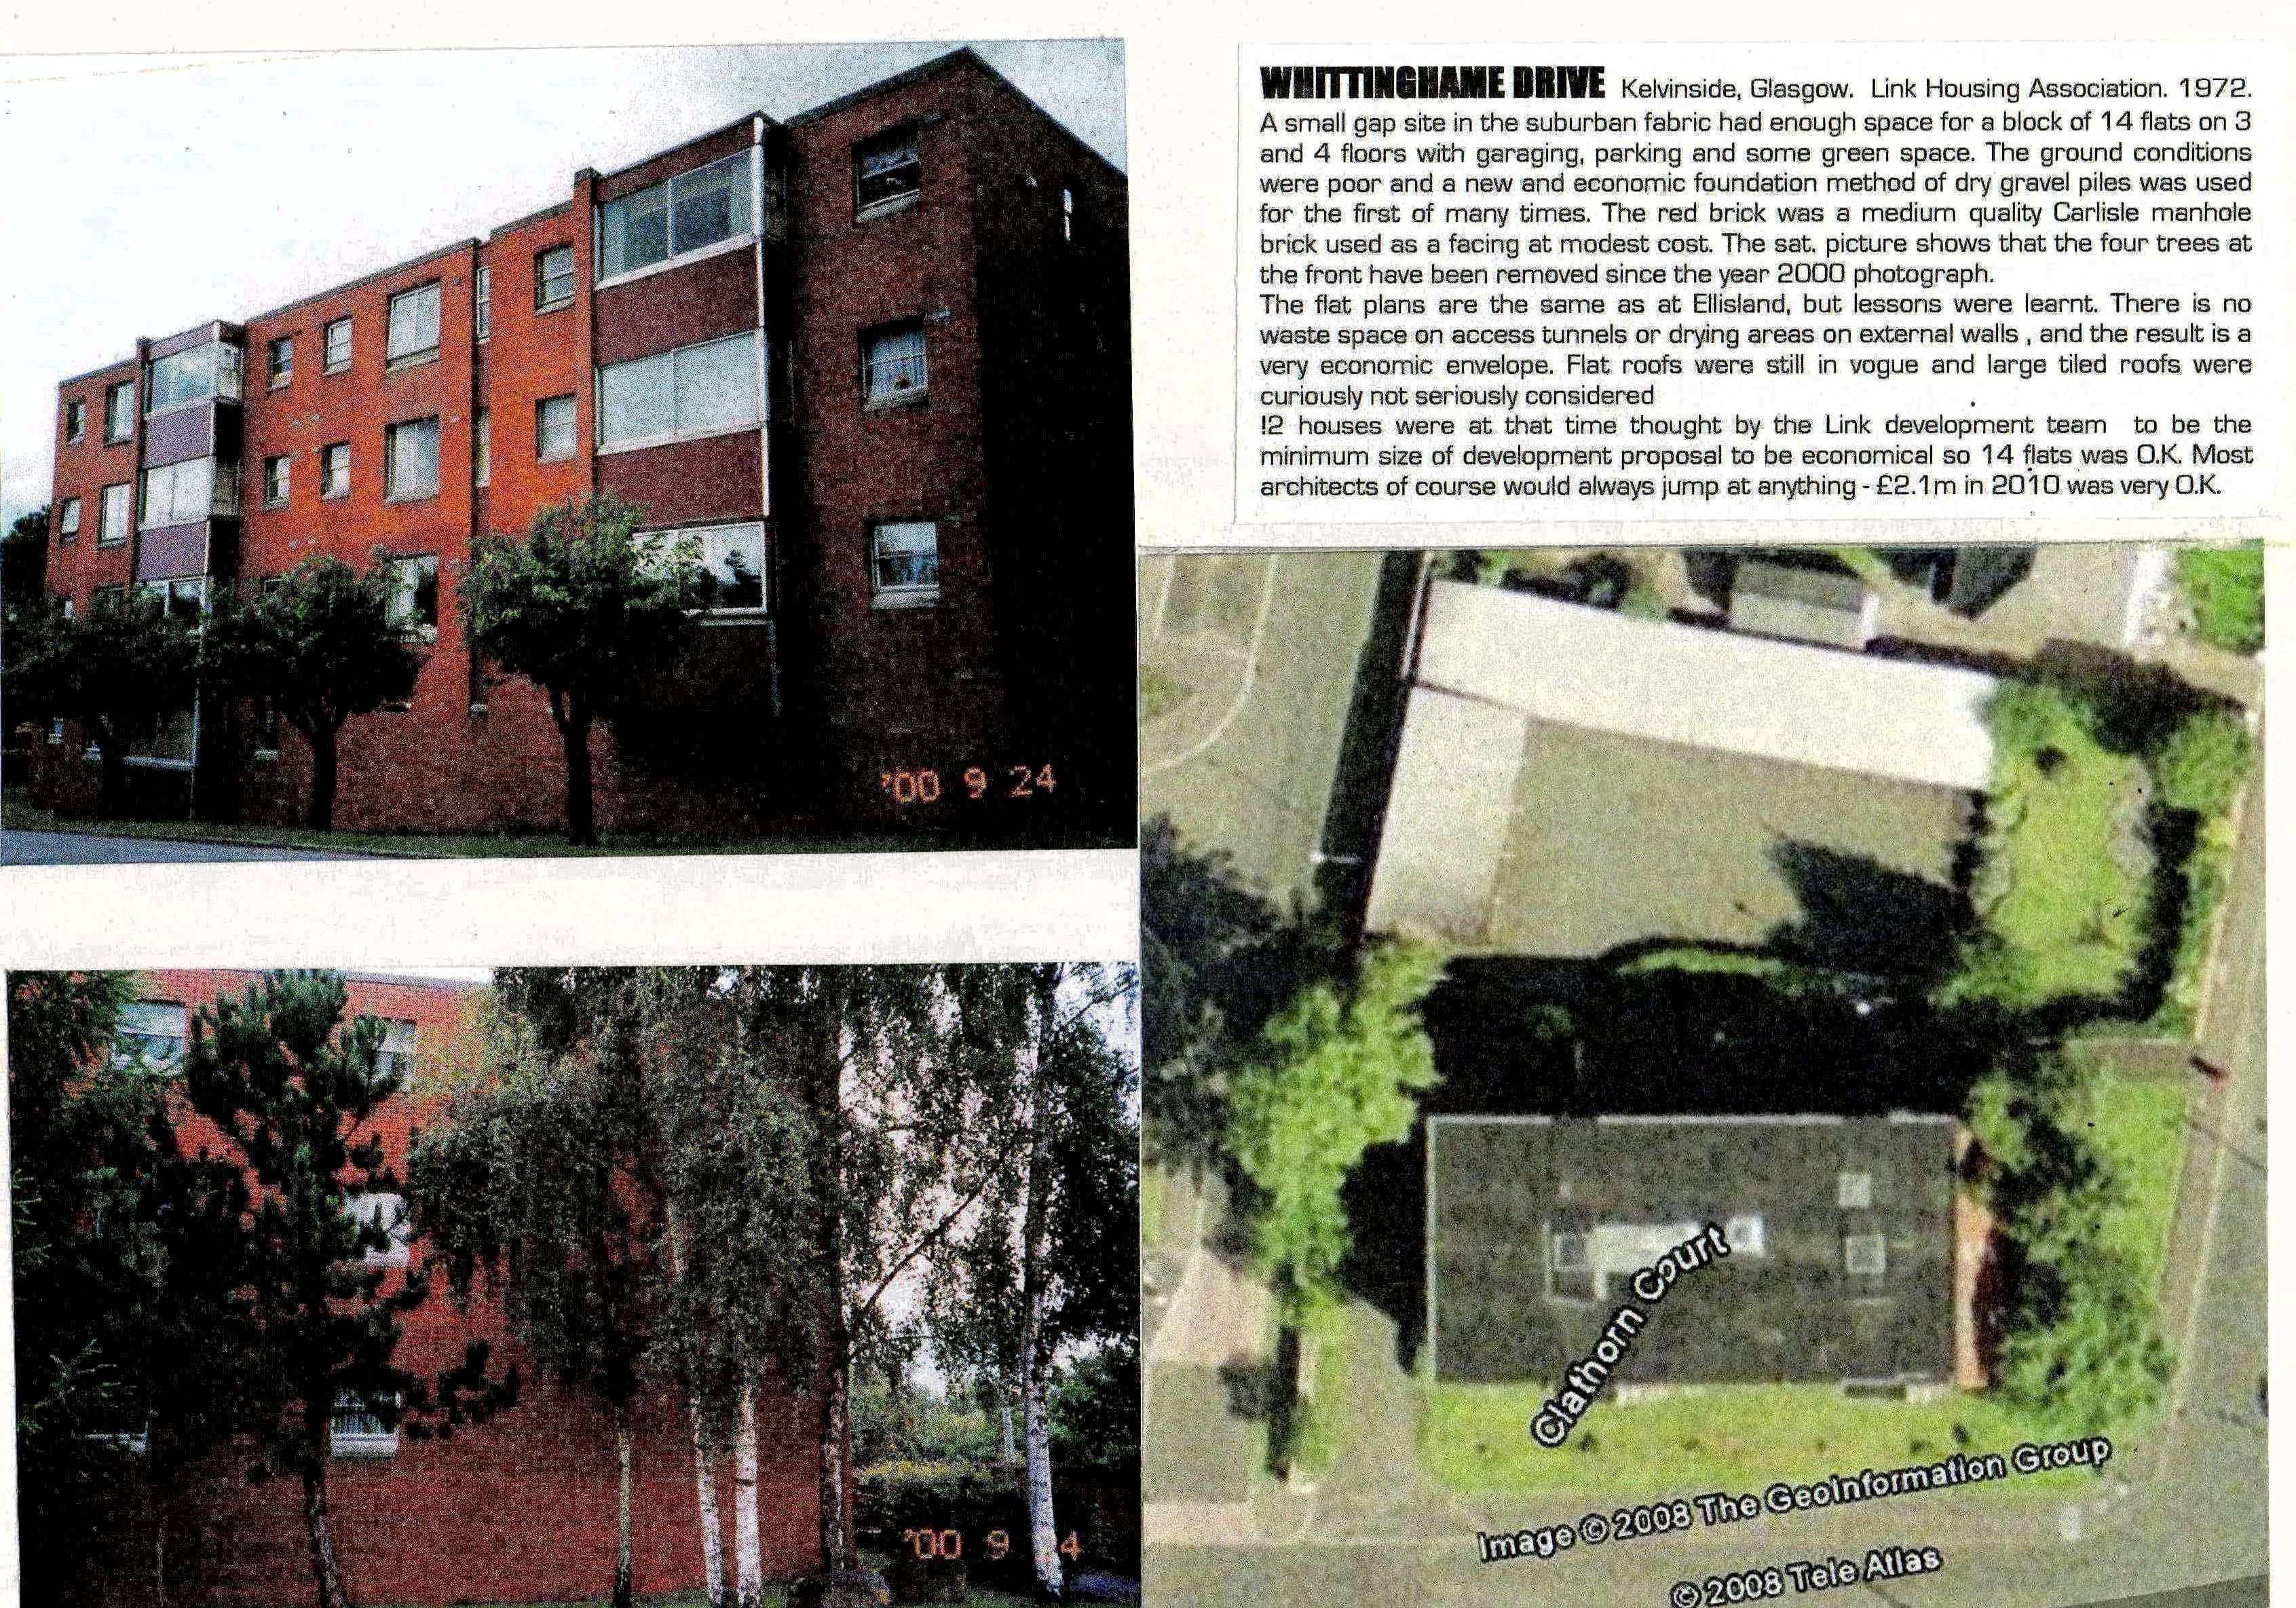 WHITTINGHAME DRIVE Kelvinside, Glasgow. Link Housing Association. 1972.
A small gap site in the suburban fabric had enough space for a block of 14 flats on 3
and 4 floors with garaging, parking and some green space. The ground conditions
were poor and a new and economic foundation method of dry gravel piles was used
for the first of many times. The red brick was a medium quality Carlisle manhole
brick used as a facing at modest cost. The sat. picture shows that the four trees at
the front have been removed since the year 2000 photograph.
The flat plans are the same as at Ellisland, but lessons were learnt. There is no
waste space on access tunnels or drying areas on external walls , and the result is a
very economic envelope. Flat roofs were still in vogue and large tiled roofs were
curiously not seriously considered
!2 houses were at that time thought by the Link development team to be the
minimum size of development proposal to be economical so 14 flats was O.K. Most
architects of course would always jump at anything - £2.1m in 2010 was very O.K.
'00 9 24
'00 9 24
Clathorn Court
Image © 2008 The GeoInformation Group
© 2008 Tele Atlas